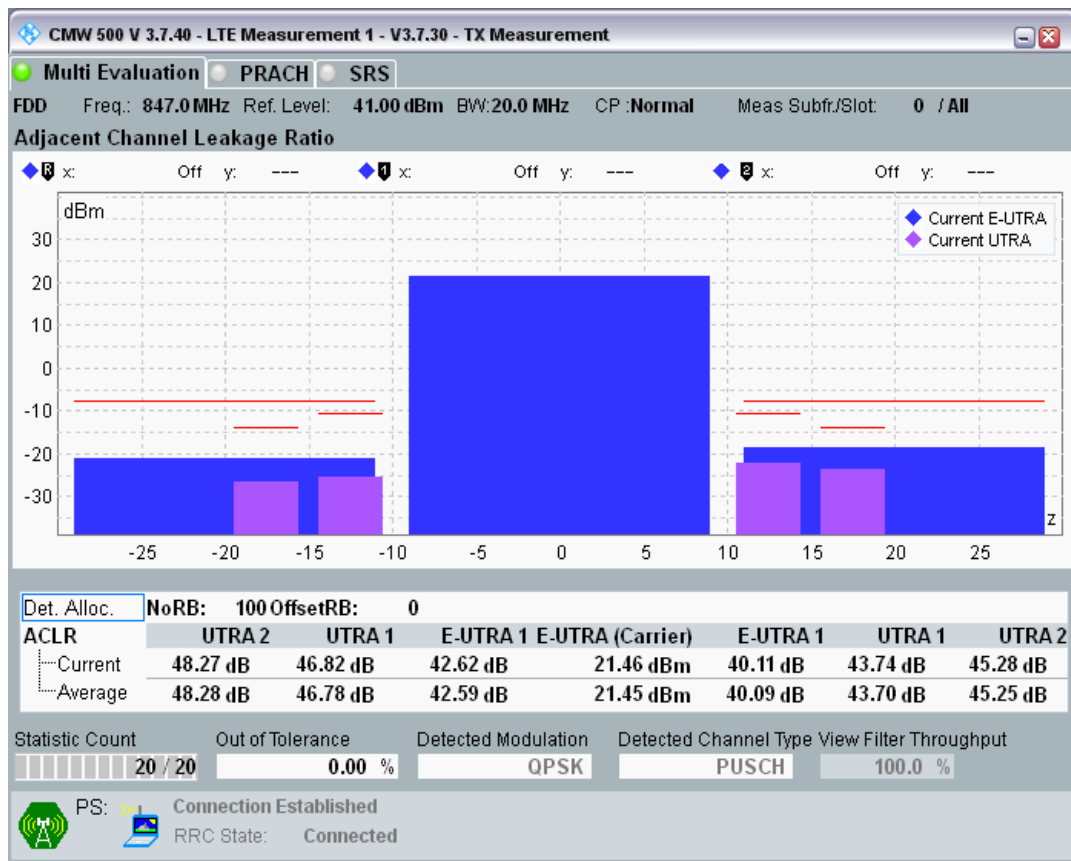 CMW 500 V 3.7.40 - LTE Measurement 1 - V3.7.30 - TX Measurement
Multi Evaluation PRACH SRS
FDD Freq.: 847.0 MHz Ref. Level: 41.00 dBm BW:20.0 MHz CP :Normal Meas Subfr./Slot: 0 / All
Adjacent Channel Leakage Ratio
R x: Off y: --- 1 x: Off y: --- 2 x: Off y: ---
dBm
Current E-UTRA
Current UTRA
30
20
10
0
-10
-20
-30
z
-25 -20 -15 -10 -5 0 5 10 15 20 25
Det. Alloc. NoRB: 100 OffsetRB: 0
ACLR UTRA 2 UTRA 1 E-UTRA 1 E-UTRA (Carrier) E-UTRA 1 UTRA 1 UTRA 2
Current 48.27 dB 46.82 dB 42.62 dB 21.46 dBm 40.11 dB 43.74 dB 45.28 dB
Average 48.28 dB 46.78 dB 42.59 dB 21.45 dBm 40.09 dB 43.70 dB 45.25 dB
Statistic Count Out of Tolerance Detected Modulation Detected Channel Type View Filter Throughput
20 / 20 0.00 % QPSK PUSCH 100.0 %
PS: Connection Established
RRC State: Connected